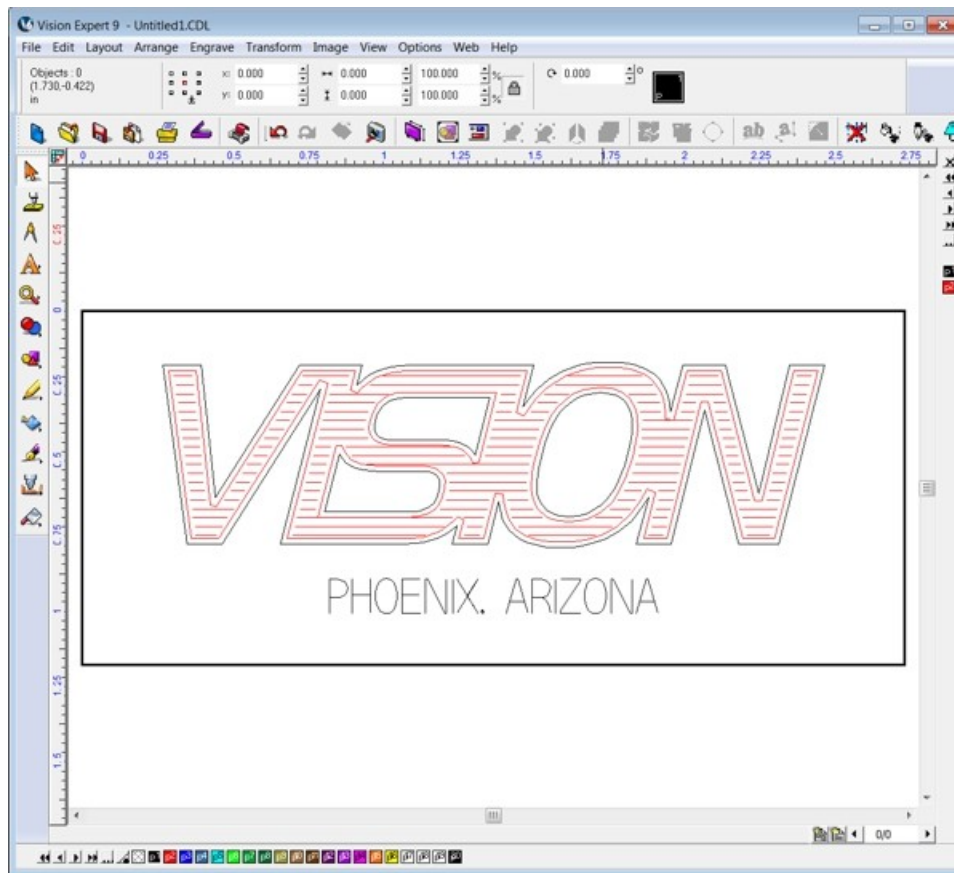 Vision Expert 9 - Untitled1.CDL
File Edit Layout Arrange Engrave Transform Image View Options Web Help
Objects : 0
(1.730,-0.422)
in
x: 0.000 0.000 100.000 % 0.000 °
y: 0.000 0.000 100.000 %
0 0.25 0.5 0.75 1 1.25 1.5 1.75 2 2.25 2.5 2.75
VISION
PHOENIX, ARIZONA
0/0